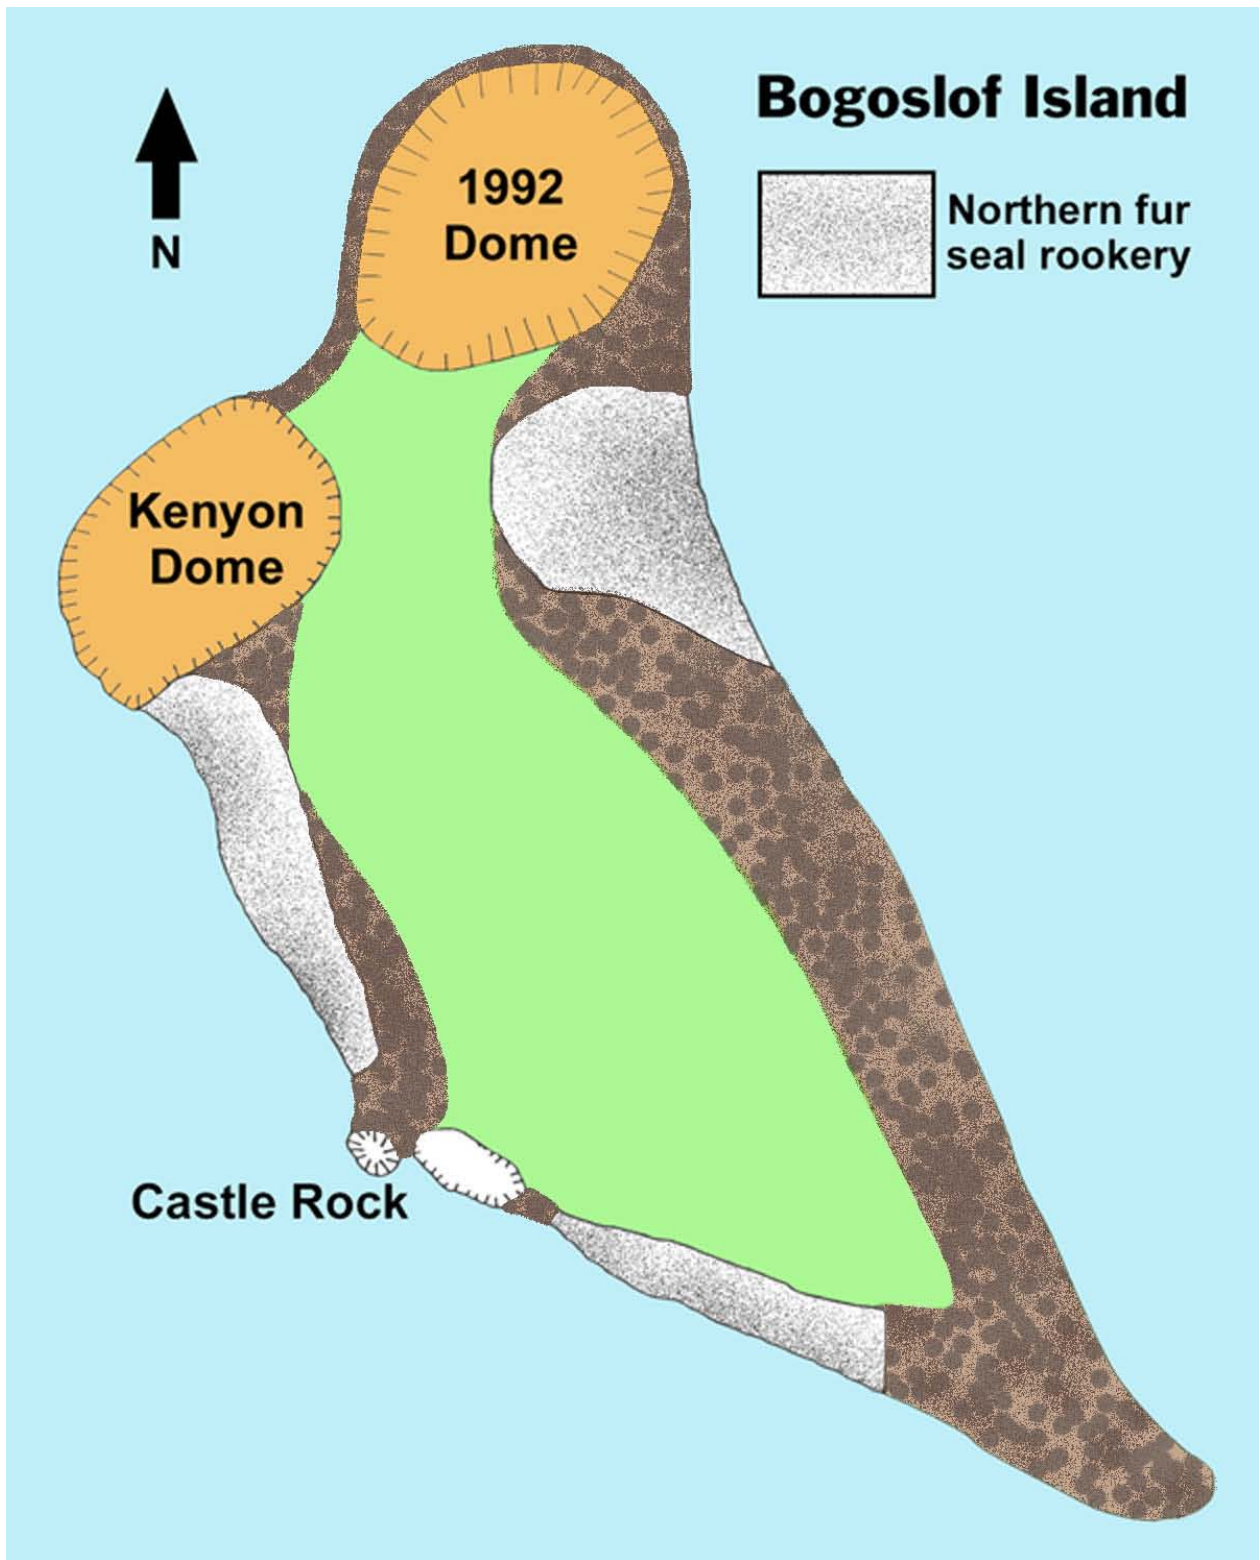 Bogoslof Island
Northern fur
seal rookery
N
1992
Dome
Kenyon
Dome
Castle Rock